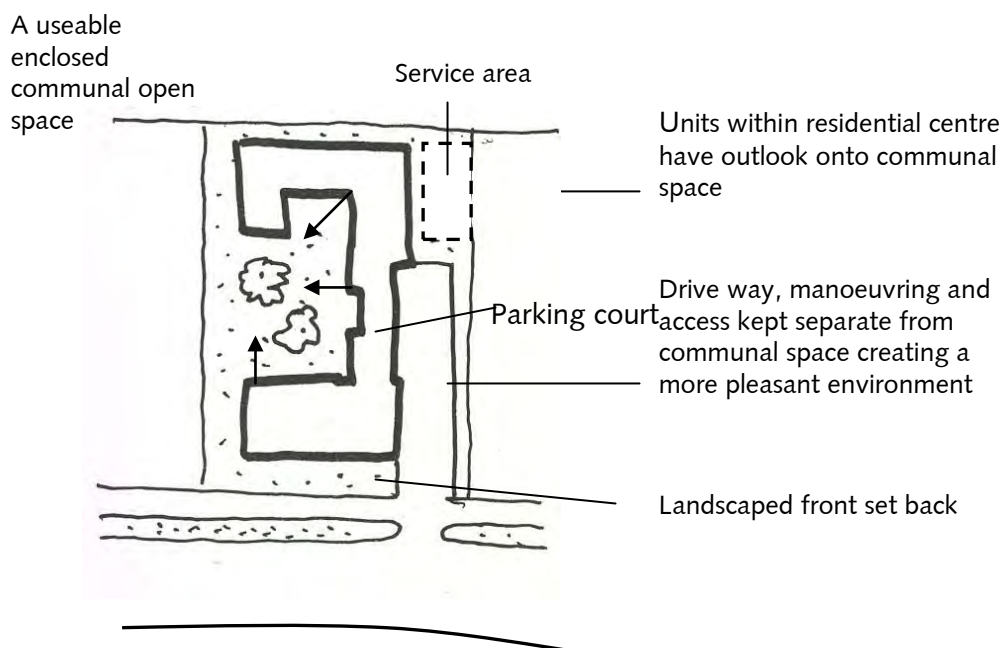 A useable
enclosed
communal open
space
Service area
Units within residential centre
have outlook onto communal
space
Parking court
Drive way, manoeuvring and
access kept separate from
communal space creating a
more pleasant environment
Landscaped front set back